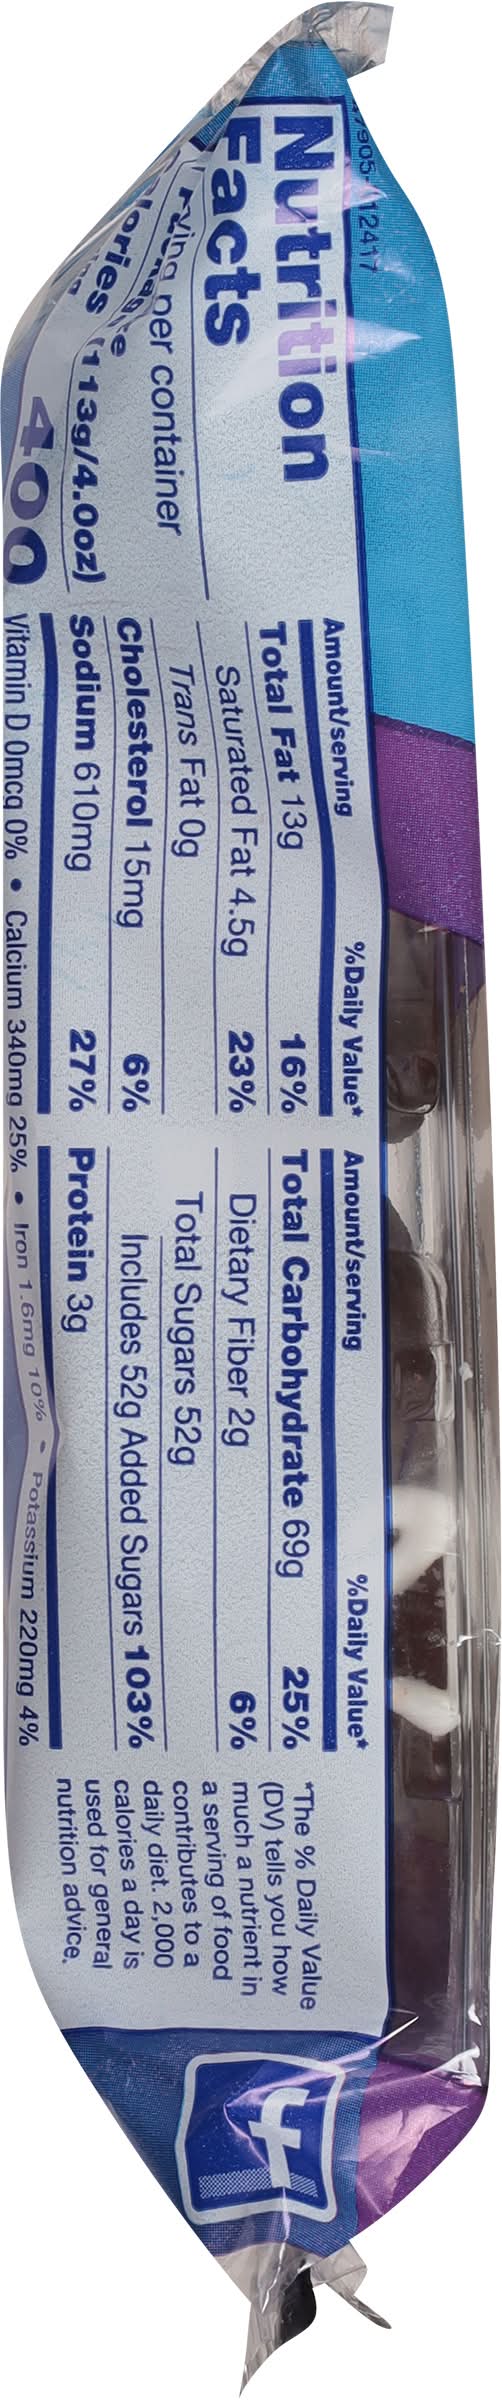 12417
Nutrition
Facts
per container
(113g/4.0oz)
Calories
400
Amount/serving %Daily Value*
Total Fat 13g 16%
Saturated Fat 4.5g 23%
Trans Fat 0g
Cholesterol 15mg 6%
Sodium 610mg 27%
Amount/serving %Daily Value*
Total Carbohydrate 69g 25%
Dietary Fiber 2g 6%
Total Sugars 52g
Includes 52g Added Sugars 103%
Protein 3g
Vitamin D 0mcg 0% • Calcium 340mg 25% • Iron 1.6mg 10% • Potassium 220mg 4%
*The % Daily Value
(DV) tells you how
much a nutrient in
a serving of food
contributes to a
daily diet. 2,000
calories a day is
used for general
nutrition advice.